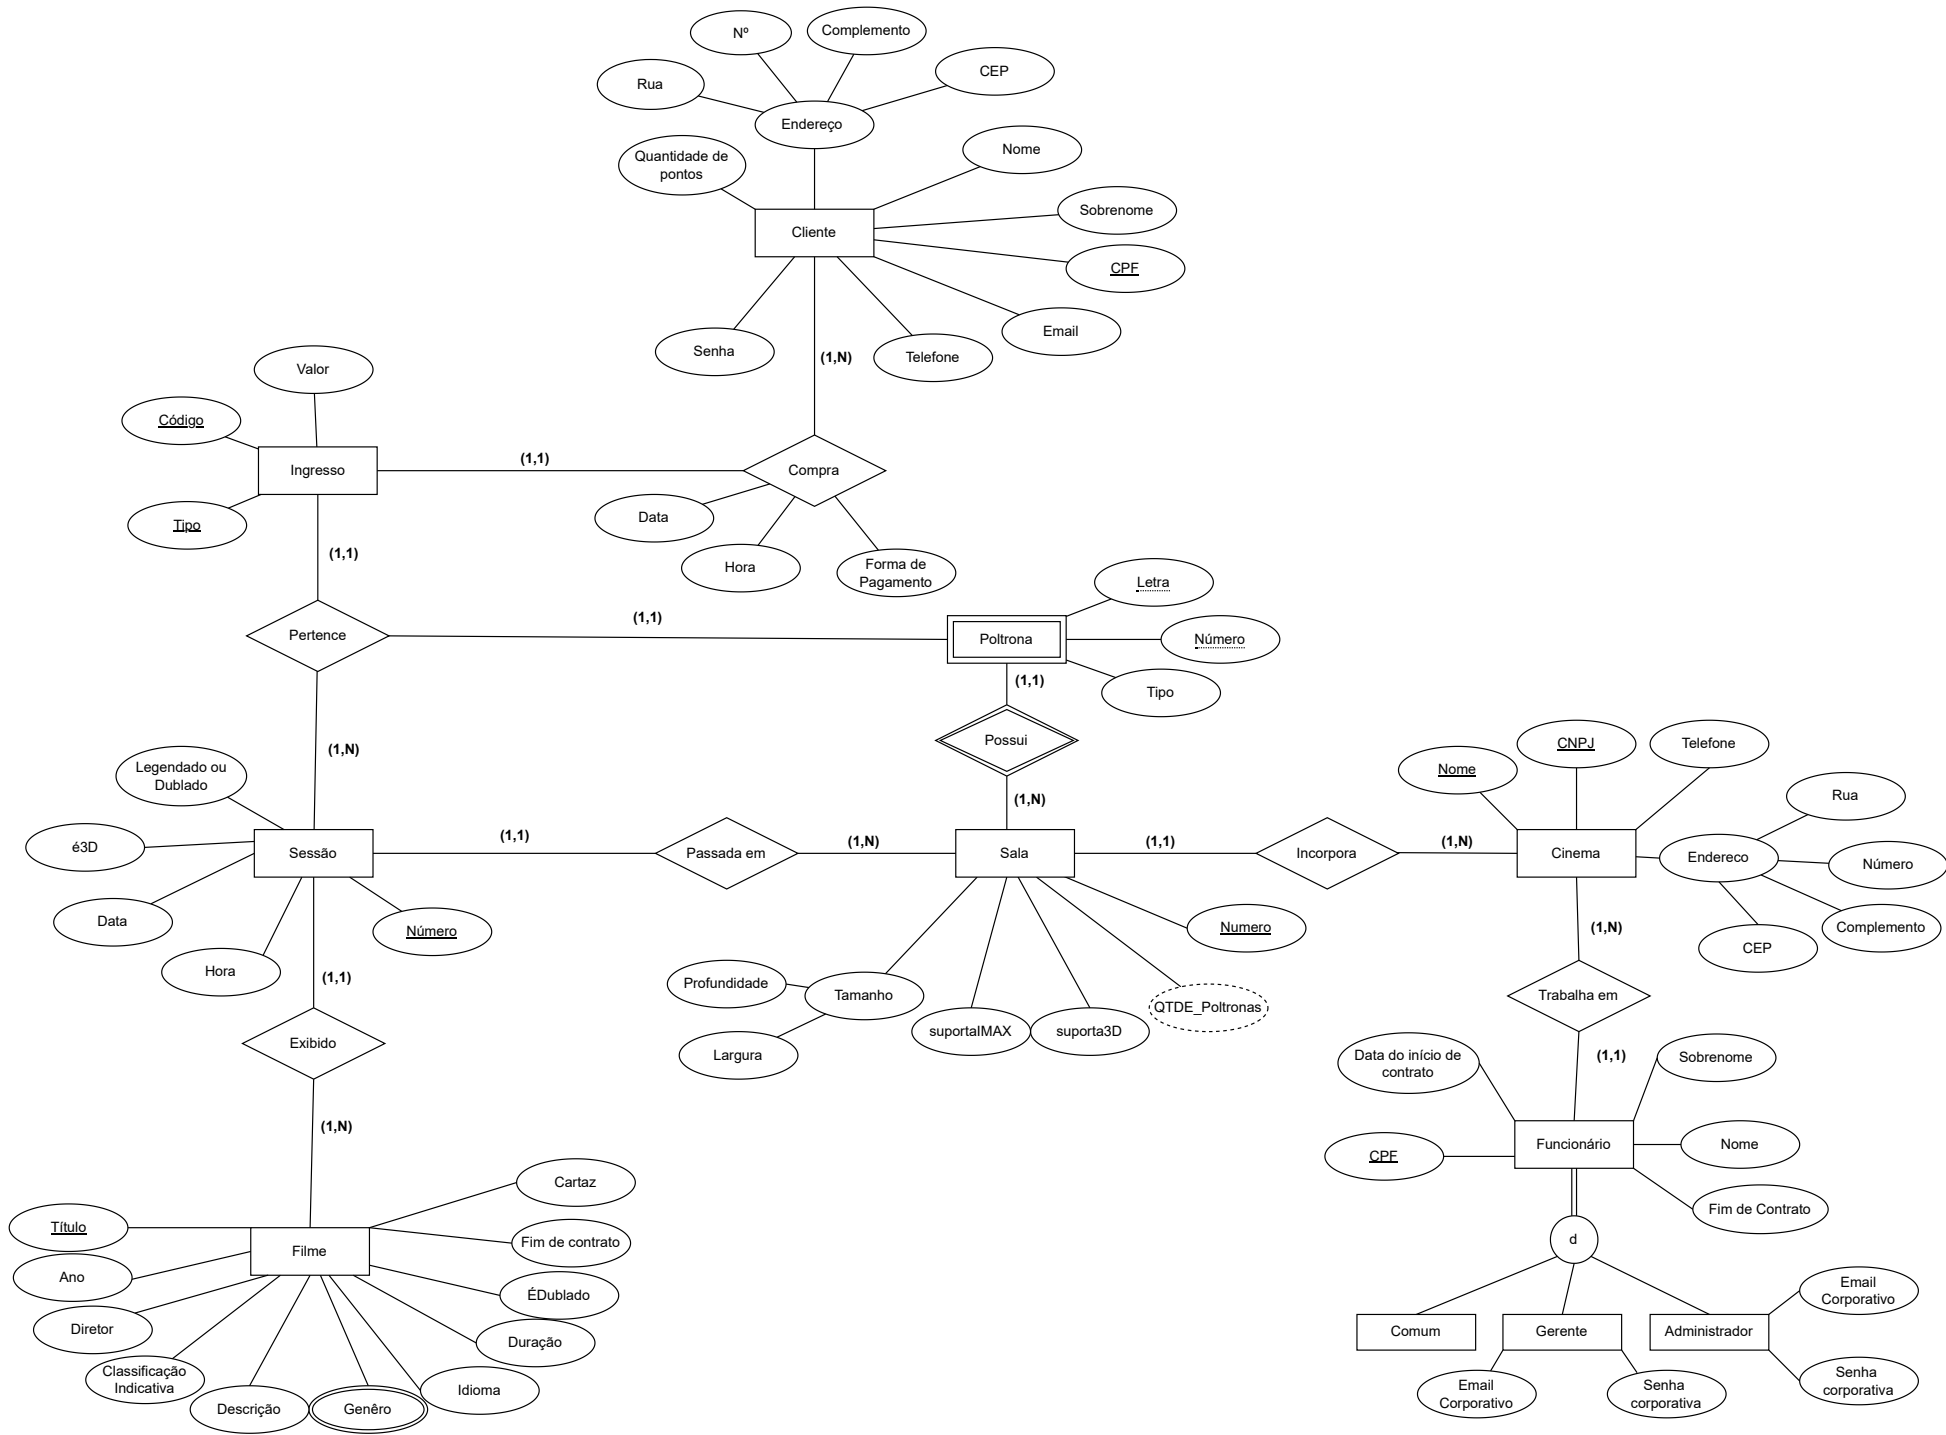 Nº
Complemento
CEP
Rua
Endereço
Quantidade de
pontos
Nome
Sobrenome
Cliente
CPF
Email
Senha
Telefone
(1,N)
Valor
Código
Ingresso
(1,1)
Compra
Tipo
Data
Hora
Forma de
Pagamento
(1,1)
Letra
(1,1)
Pertence
Poltrona
Número
(1,1)
Tipo
Possui
(1,N)
(1,N)
Legendado ou
Dublado
é3D
Sessão
(1,1)
Passada em
(1,N)
Sala
(1,1)
Incorpora
(1,N)
Cinema
Nome
CNPJ
Telefone
Rua
Endereco
Número
Complemento
CEP
Data
Hora
Número
(1,1)
Exibido
(1,N)
Numero
Profundidade
Tamanho
Largura
suportaIMAX
suporta3D
QTDE_Poltronas
(1,N)
Trabalha em
(1,1)
Data do início de
contrato
Sobrenome
CPF
Funcionário
Nome
Fim de Contrato
d
Comum
Gerente
Administrador
Email
Corporativo
Senha
corporativa
Email
Corporativo
Senha
corporativa
Cartaz
Título
Filme
Fim de contrato
Ano
ÉDublado
Diretor
Duração
Classificação
Indicativa
Descrição
Genêro
Idioma